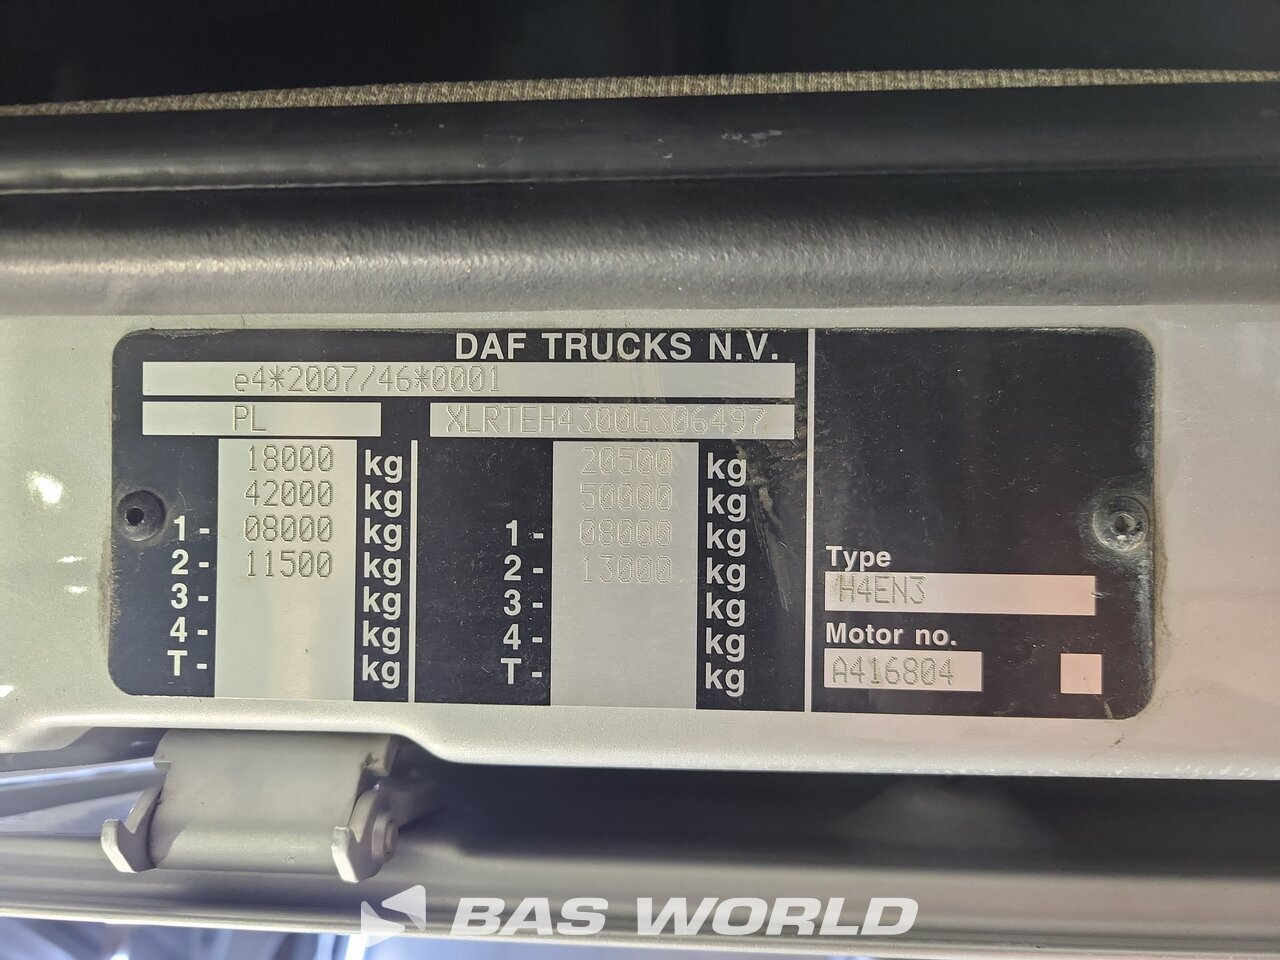 DAF TRUCKS N.V.
e4*2007/46*0001
PL XLRTEH4300G306497
18000 kg 20500 kg
42000 kg 50000 kg
1- 08000 kg 1- 08000 kg
2- 11500 kg 2- 13000 kg
3- kg 3- kg
4- kg 4- kg
T- kg T- kg
Type
H4EN3
Motor no.
A416804
BAS WORLD